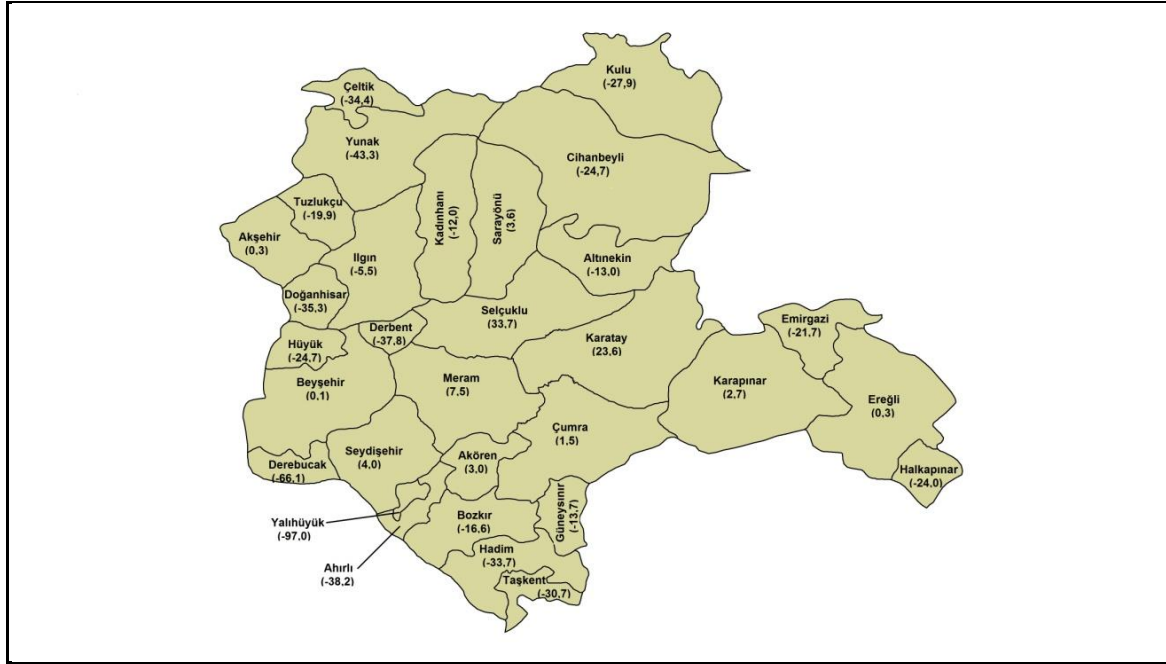 Kulu
(-27,9)
Çeltik
(-34,4)
Yunak
(-43,3)
Cihanbeyli
(-24,7)
Tuzlukçu
(-19,9)
Kadınhanı
(-12,0)
Sarayönü
(3,6)
Akşehir
(0,3)
Ilgın
(-5,5)
Altınekin
(-13,0)
Doğanhisar
(-35,3)
Selçuklu
(33,7)
Emirgazi
(-21,7)
Derbent
(-37,8)
Karatay
(23,6)
Hüyük
(-24,7)
Meram
(7,5)
Karapınar
(2,7)
Beyşehir
(0,1)
Ereğli
(0,3)
Çumra
(1,5)
Seydişehir
(4,0)
Akören
(3,0)
Derebucak
(-66,1)
Halkapınar
(-24,0)
Güneysınır
(-13,7)
Yalıhüyük
(-97,0)
Bozkır
(-16,6)
Hadim
(-33,7)
Ahırlı
(-38,2)
Taşkent
(-30,7)